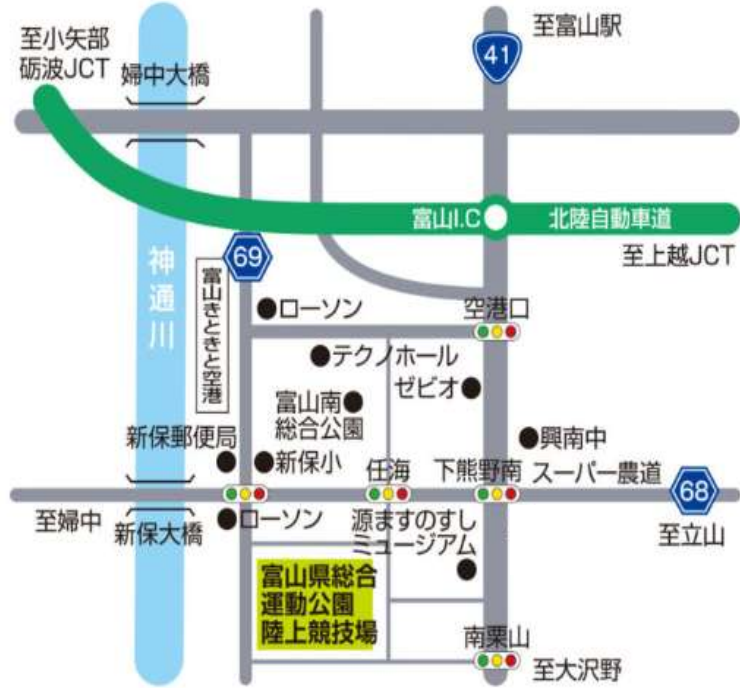 至小矢部
砺波JCT
婦中大橋
41
至富山駅
富山I.C
北陸自動車道
至上越JCT
神通川
69
富山きときと空港
ローソン
空港口
テクノホール
ゼビオ
富山南
総合公園
新保郵便局
新保小
任海
下熊野南
興南中
スーパー農道
68
至婦中
新保大橋
ローソン
源ますのすし
ミュージアム
至立山
富山県総合
運動公園
陸上競技場
南栗山
至大沢野